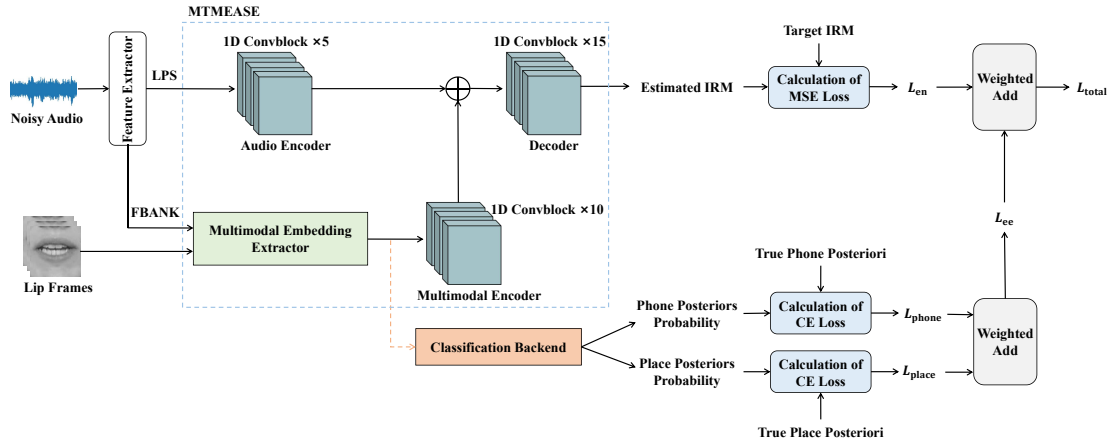 MTMEASE
1D Convblock ×5
1D Convblock ×15
Target IRM
Noisy Audio
Feature Extractor
LPS
Audio Encoder
Decoder
Estimated IRM
Calculation of
MSE Loss
L_en
Weighted
Add
L_total
FBANK
1D Convblock ×10
Multimodal Embedding
Extractor
Lip Frames
Multimodal Encoder
L_ee
True Phone Posteriori
Phone Posteriors
Probability
Calculation of
CE Loss
L_phone
Classification Backend
Weighted
Add
Place Posteriors
Probability
Calculation of
CE Loss
L_place
True Place Posteriori